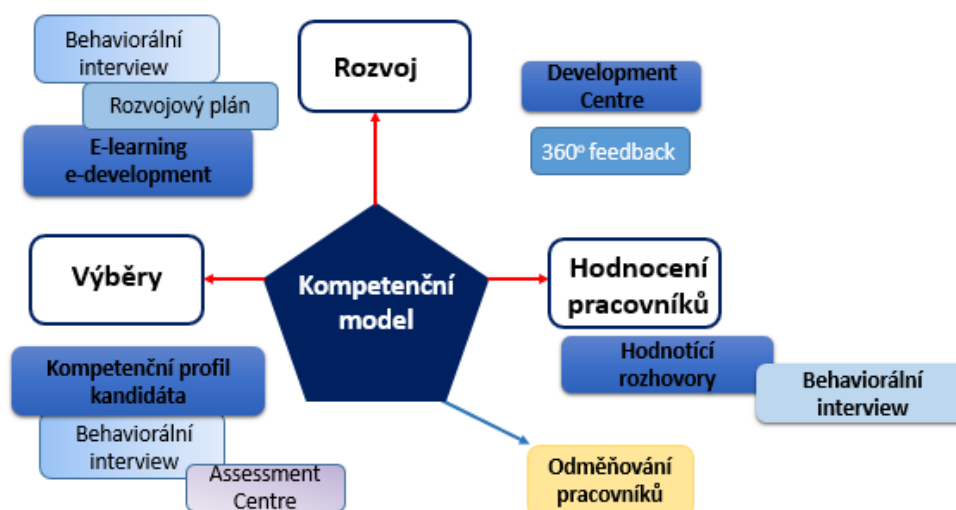 Behaviorální
interview
Rozvojový plán
E-learning
e-development
Rozvoj
Development
Centre
360º feedback
Výběry
Kompetenční
model
Hodnocení
pracovníků
Kompetenční profil
kandidáta
Behaviorální
interview
Assessment
Centre
Hodnotící
rozhovory
Behaviorální
interview
Odměňování
pracovníků